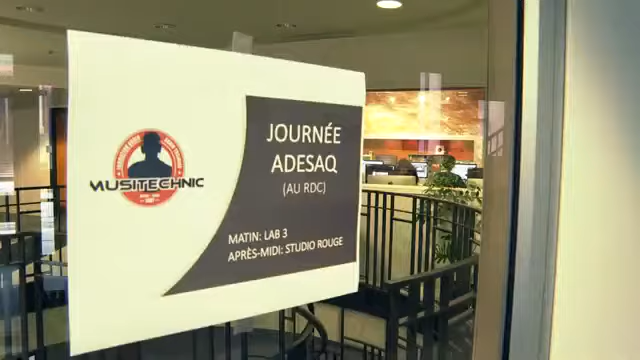 MUSITECHNIC
JOURNÉE
ADESAQ
(AU RDC)
MATIN: LAB 3
APRÈS-MIDI: STUDIO ROUGE